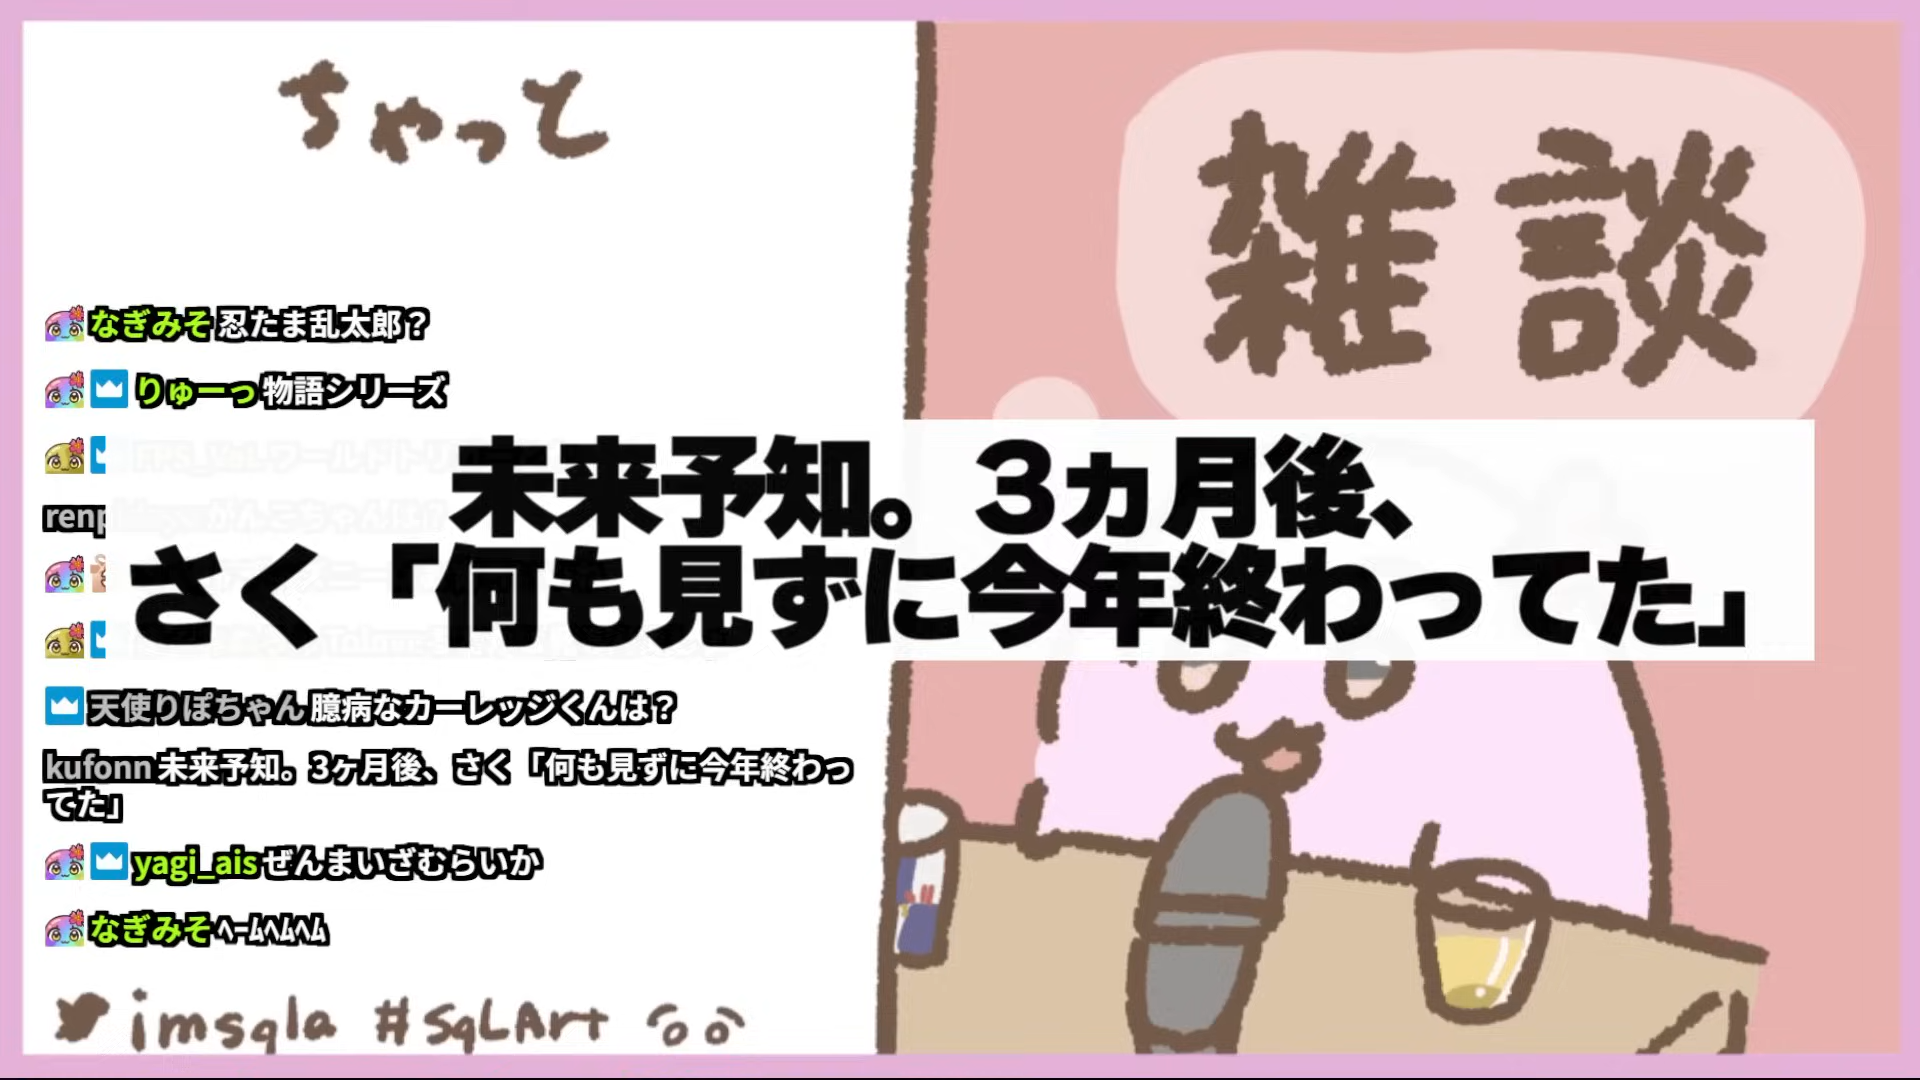 ちゃっと
雑談
なぎみそ 忍たま乱太郎？
りゅーっ 物語シリーズ
未来予知。３ヵ月後、
さく「何も見ずに今年終わってた」
天使りぽちゃん 臆病なカーレッジくんは？
kufonn 未来予知。3ヶ月後、さく「何も見ずに今年終わっ
てた」
yagi_ais ぜんまいざむらいか
なぎみそ ﾍｰﾑﾍﾑﾍﾑ
imsqla #SqLArt